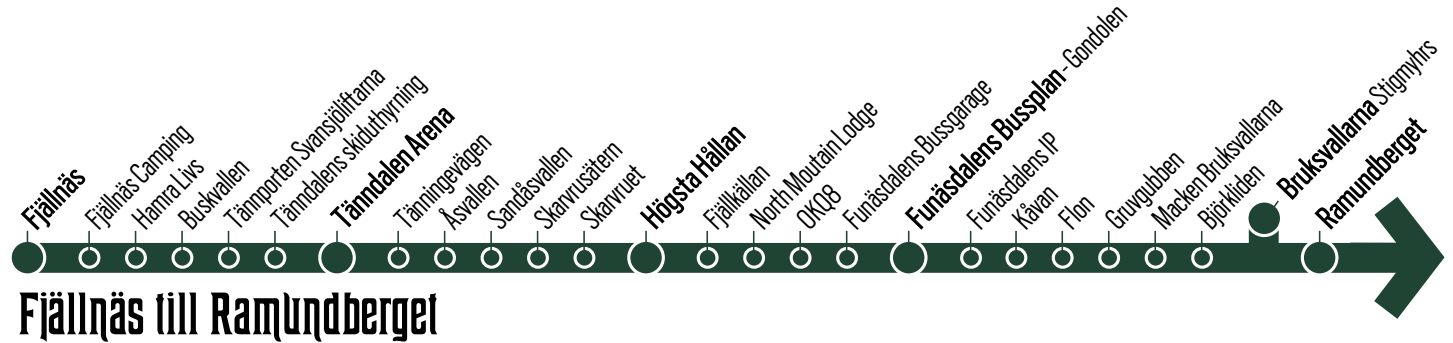 Fjällnäs
Fjällnäs Camping
Hamra Livs
Buskvallen
Tännporten Svansjöliftarna
Tänndalens skiduthyrning
Tänndalen Arena
Tänningevägen
Åsvallen
Sandåsvallen
Skarvrusätern
Skarvruet
Högsta Hållan
Fjällkällan
North Moutain Lodge
OKQ8
Funäsdalens Bussgarage
Funäsdalens Bussplan - Gondolen
Funäsdalens IP
Kåvan
Flon
Gruvgubben
Macken Bruksvallarna
Björkliden
Bruksvallarna Stigmyhrs
Ramundberget
Fjällnäs till Ramundberget